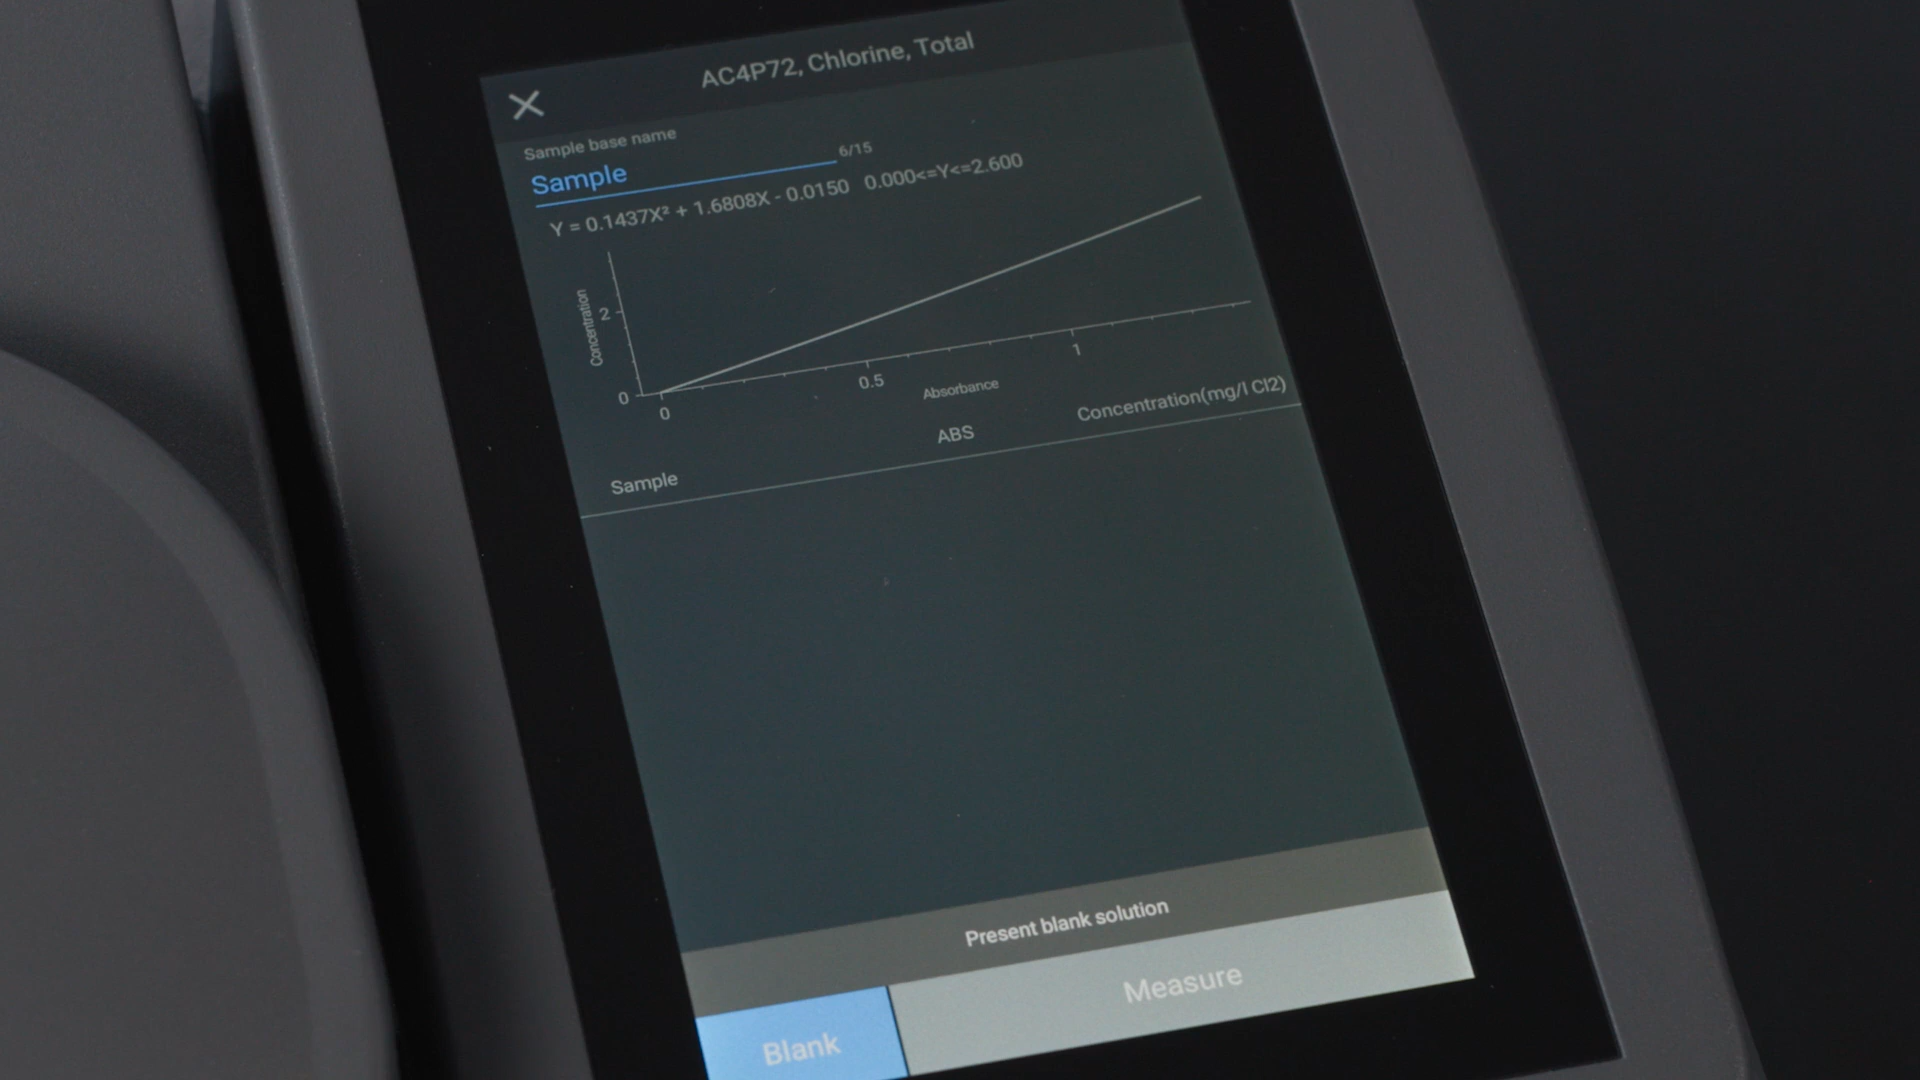 AC4P72, Chlorine, Total
Sample base name
Sample 6/15
Y = 0.1437X² + 1.6808X - 0.0150 0.000<=Y<=2.600
Concentration
2
0
0 0.5 1
Absorbance
Sample ABS Concentration(mg/l Cl2)
Present blank solution
Blank Measure